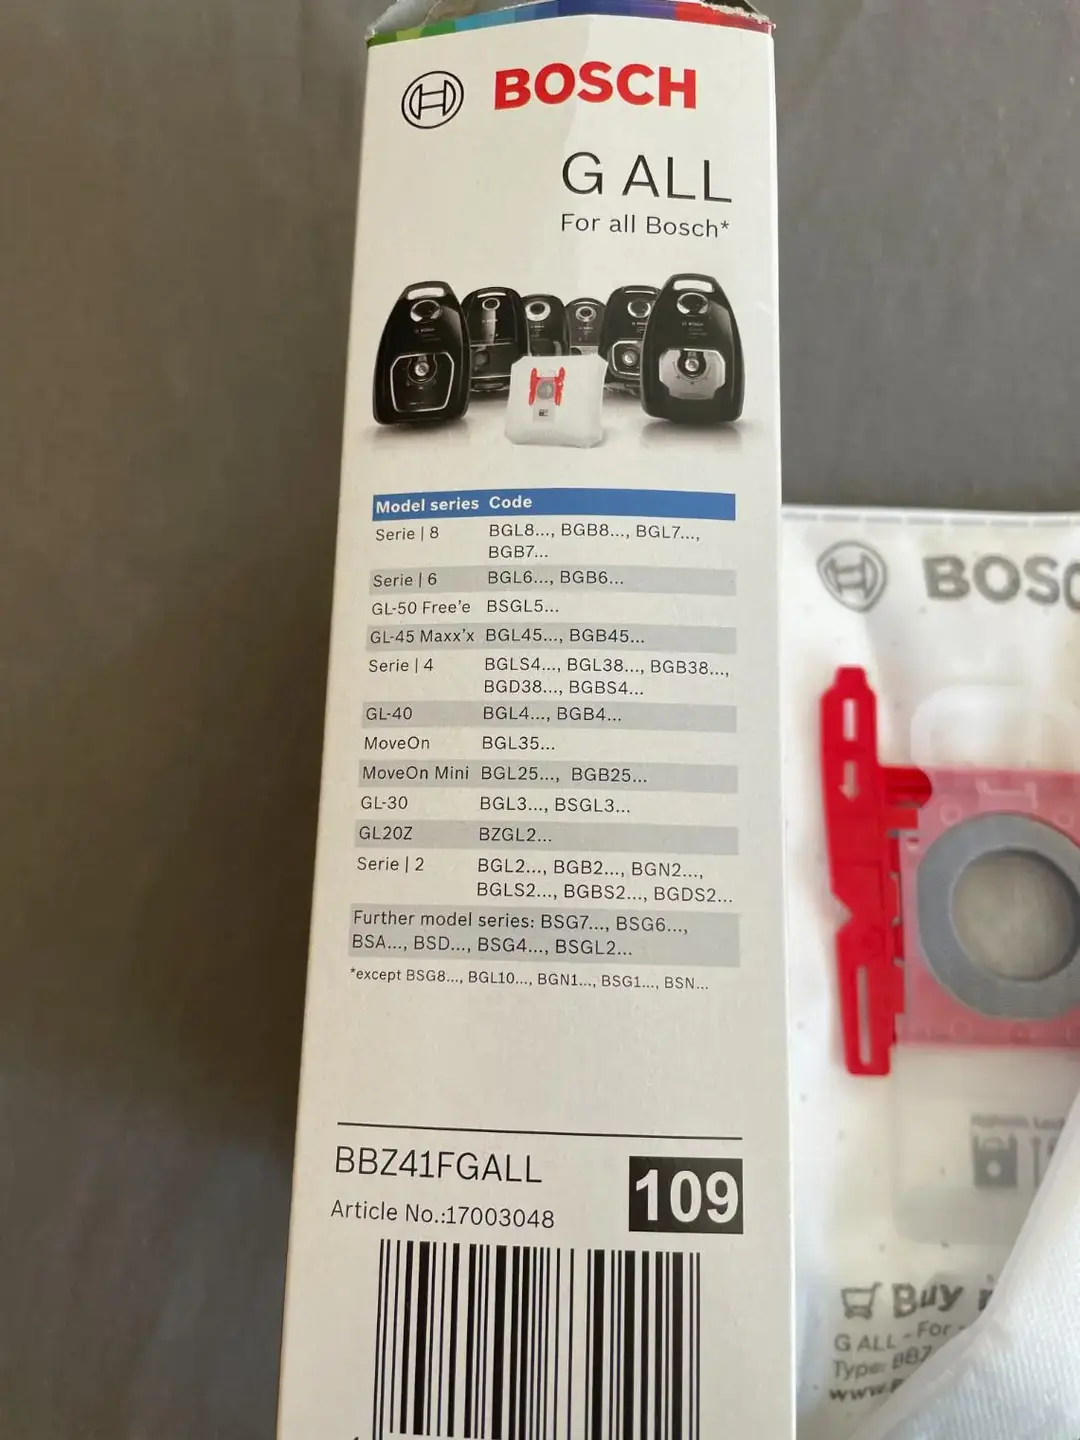 BOSCH
G ALL
For all Bosch*
Model series Code
Serie | 8 BGL8..., BGB8..., BGL7...,
BGB7...
Serie | 6 BGL6..., BGB6...
GL-50 Free'e BSGL5...
GL-45 Maxx'x BGL45..., BGB45...
Serie | 4 BGLS4..., BGL38..., BGB38...,
BGD38..., BGBS4...
GL-40 BGL4..., BGB4...
MoveOn BGL35...
MoveOn Mini BGL25..., BGB25...
GL-30 BGL3..., BSGL3...
GL20Z BZGL2...
Serie | 2 BGL2..., BGB2..., BGN2...,
BGLS2..., BGBS2..., BGDS2...
Further model series: BSG7..., BSG6...,
BSA..., BSD..., BSG4..., BSGL2...
*except BSG8..., BGL10..., BGN1..., BSG1..., BSN...
BBZ41FGALL
109
Article No.:17003048
BOSC
Buy
G ALL - For
Type: BBZ
www.